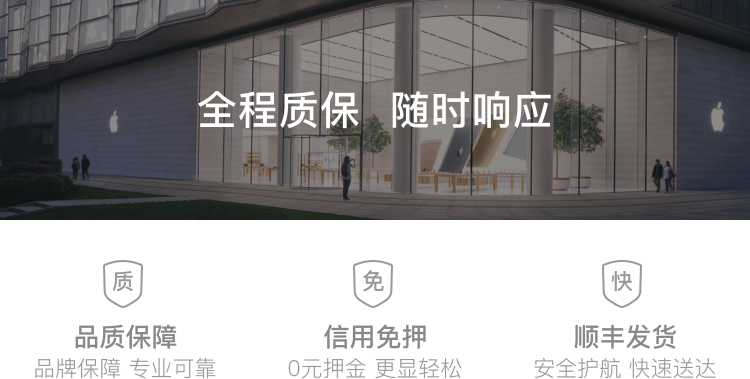 全程质保 随时响应
质 免 快
品质保障 信用免押 顺丰发货
品牌保障 专业可靠 0元押金 更显轻松 安全护航 快速送达